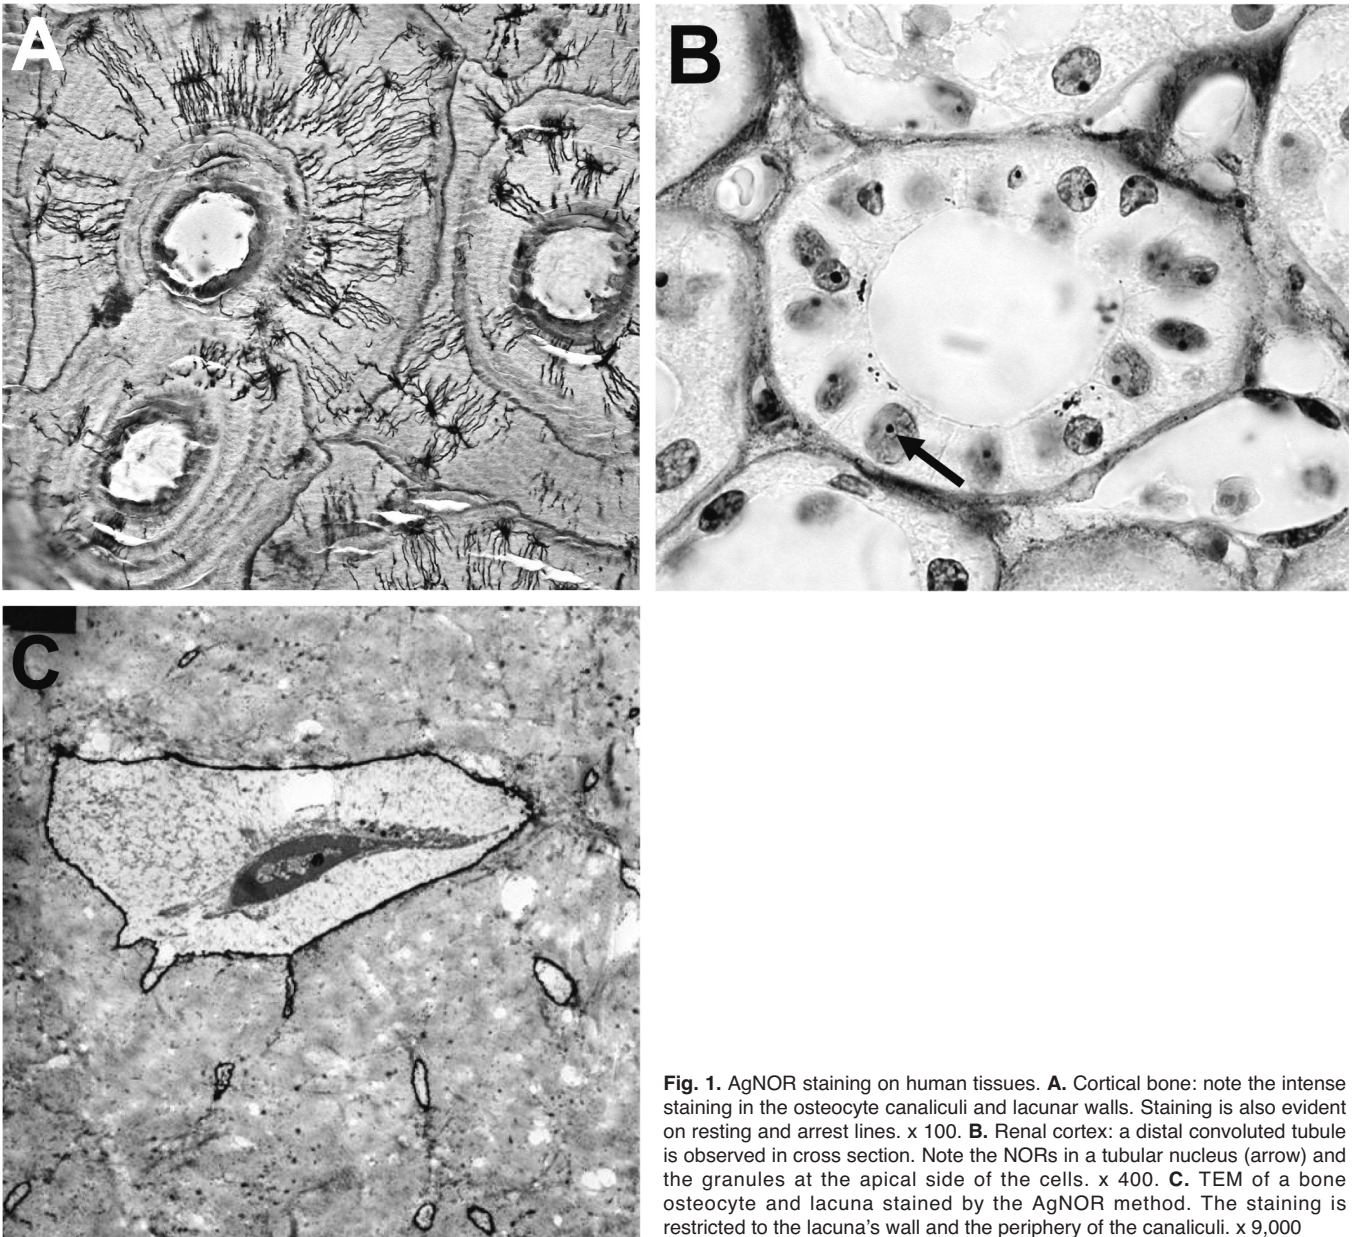 A
B
C
Fig. 1. AgNOR staining on human tissues. A. Cortical bone: note the intense
staining in the osteocyte canaliculi and lacunar walls. Staining is also evident
on resting and arrest lines. x 100. B. Renal cortex: a distal convoluted tubule
is observed in cross section. Note the NORs in a tubular nucleus (arrow) and
the granules at the apical side of the cells. x 400. C. TEM of a bone
osteocyte and lacuna stained by the AgNOR method. The staining is
restricted to the lacuna's wall and the periphery of the canaliculi. x 9,000